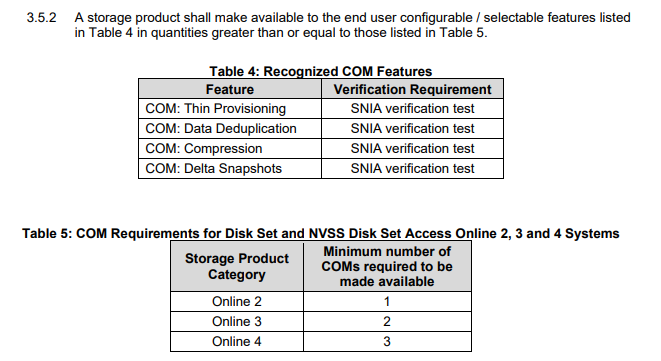 3.5.2 A storage product shall make available to the end user configurable / selectable features listed
in Table 4 in quantities greater than or equal to those listed in Table 5.
Table 4: Recognized COM Features
Feature Verification Requirement
COM: Thin Provisioning SNIA verification test
COM: Data Deduplication SNIA verification test
COM: Compression SNIA verification test
COM: Delta Snapshots SNIA verification test
Table 5: COM Requirements for Disk Set and NVSS Disk Set Access Online 2, 3 and 4 Systems
Storage Product
Category
Minimum number of
COMs required to be
made available
Online 2 1
Online 3 2
Online 4 3